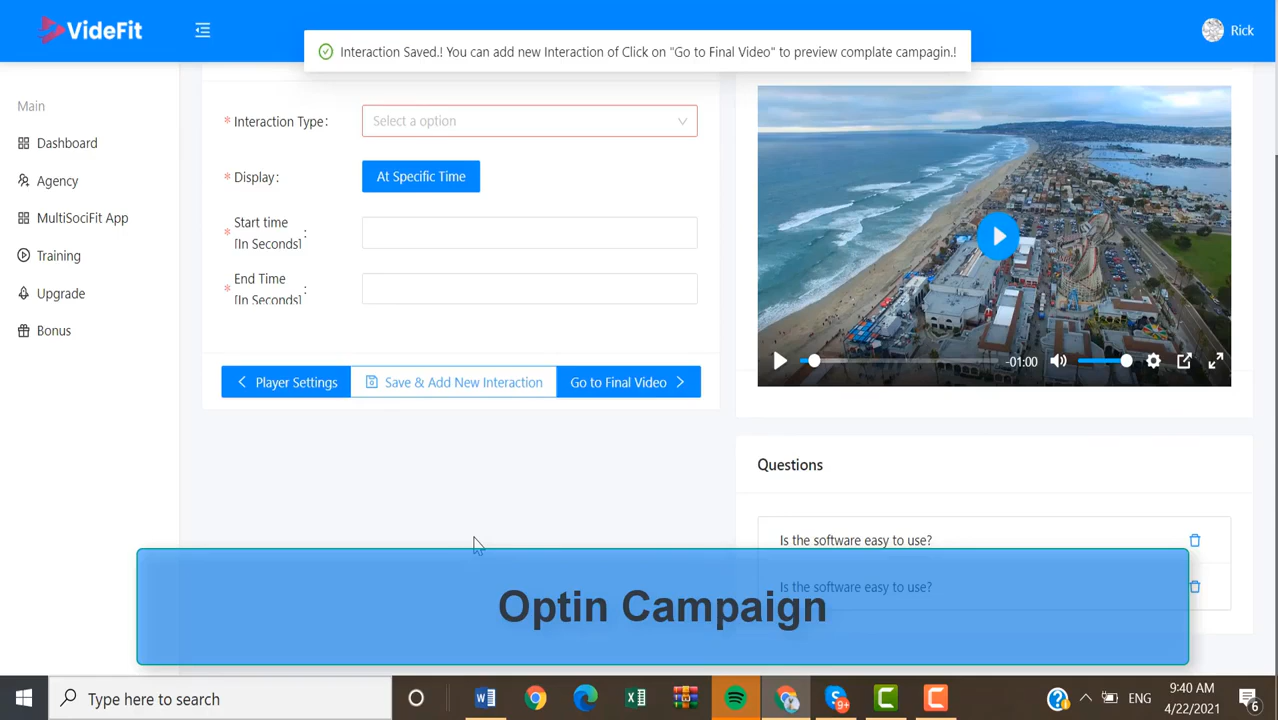 VideFit
Interaction Saved.! You can add new Interaction of Click on "Go to Final Video" to preview complate campagin.!
Rick
Main
Dashboard
Agency
MultiSociFit App
Training
Upgrade
Bonus
* Interaction Type:
Select a option
* Display:
At Specific Time
* Start time
[In Seconds] :
* End Time
[In Seconds] :
Player Settings
Save & Add New Interaction
Go to Final Video
-01:00
Questions
Is the software easy to use?
Is the software easy to use?
Optin Campaign
Type here to search
9+
ENG
9:40 AM
4/22/2021
6